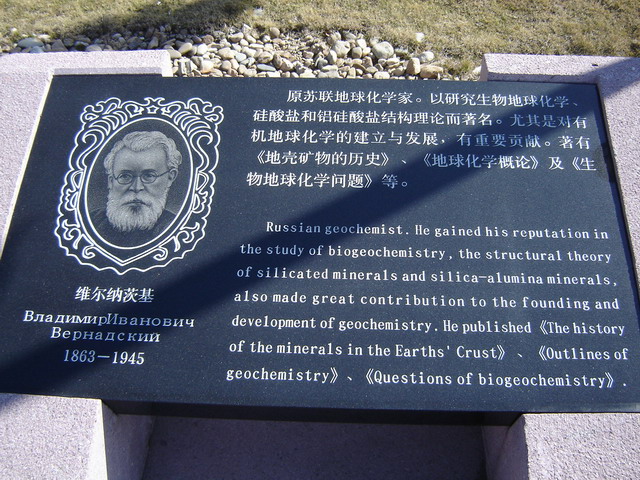 原苏联地球化学家。以研究生物地球化学、
硅酸盐和铝硅酸盐结构理论而著名。尤其是对有
机地球化学的建立与发展，有重要贡献。著有
《地壳矿物的历史》、《地球化学概论》及《生
物地球化学问题》等。
Russian geochemist. He gained his reputation in
the study of biogeochemistry, the structural theory
of silicated minerals and silica-alumina minerals,
also made great contribution to the founding and
development of geochemistry. He published《The history
of the minerals in the Earths' Crust》、《Outlines of
geochemistry》、《Questions of biogeochemistry》.
维尔纳茨基
ВладимирИванович
Вернадский
1863－1945